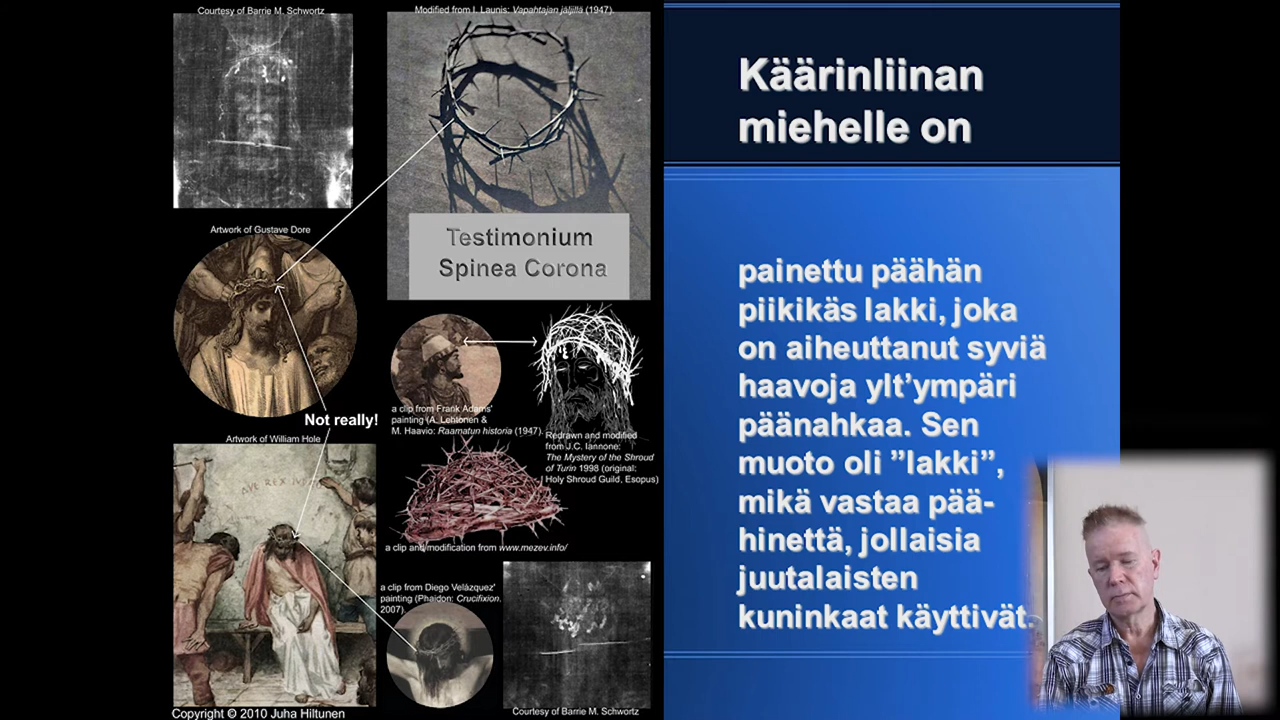 Courtesy of Barrie M. Schwortz
Modified from I. Launis: Vapahtajan jäljillä (1947).
Testimonium
Spinea Corona
Artwork of Gustave Dore
Not really!
a clip from Frank Adams'
painting (A. Lehtonen &
M. Haavio: Raamatun historia (1947).
Redrawn and modified
from J.C. Iannone:
The Mystery of the Shroud
of Turin 1998 (original:
Holy Shroud Guild, Esopus)
Artwork of William Hole
AVE REX
a clip and modification from www.mezev.info/
a clip from Diego Velázquez'
painting (Phaidon: Crucifixion.
2007).
Courtesy of Barrie M. Schwortz
Copyright © 2010 Juha Hiltunen
Käärinliinan
miehelle on
painettu päähän
piikikäs lakki, joka
on aiheuttanut syviä
haavoja ylt’ympäri
päänahkaa. Sen
muoto oli ”lakki”,
mikä vastaa pää-
hinettä, jollaisia
juutalaisten
kuninkaat käyttivät.